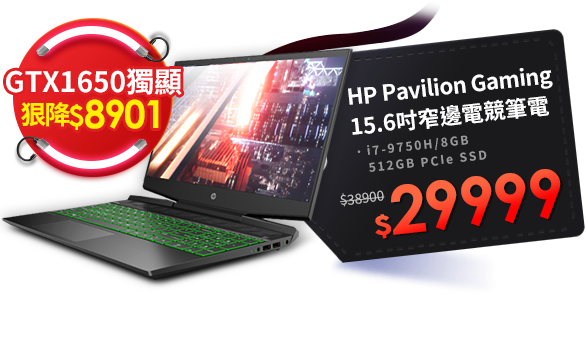 GTX1650獨顯
狠降$8901
HP Pavilion Gaming
15.6吋窄邊電競筆電
·i7-9750H/8GB
512GB PCIe SSD
$38900
$29999
hp